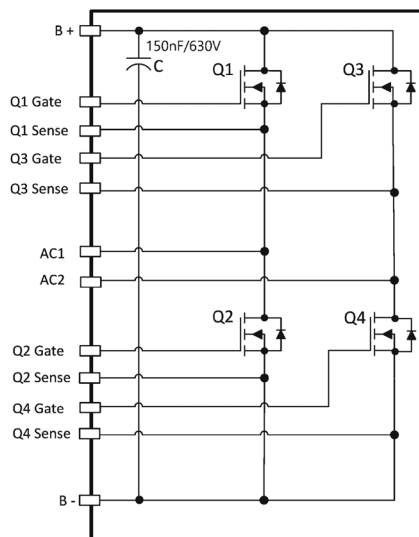 B +
150nF/630V
C
Q1
Q3
Q1 Gate
Q1 Sense
Q3 Gate
Q3 Sense
AC1
AC2
Q2
Q4
Q2 Gate
Q2 Sense
Q4 Gate
Q4 Sense
B -